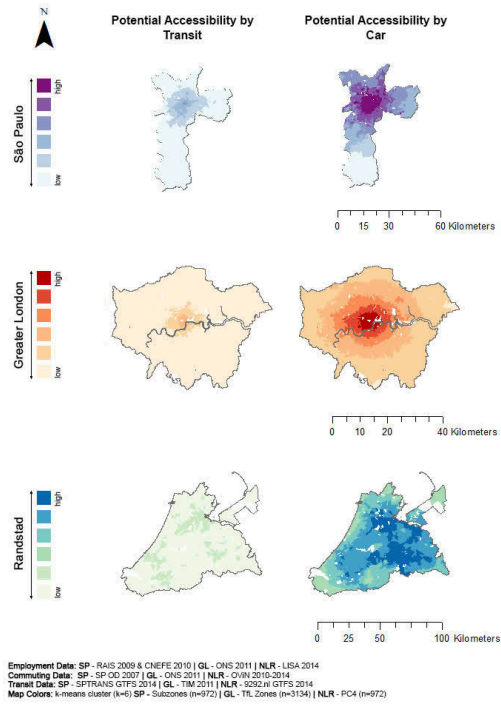 N
Potential Accessibility by
Transit
Potential Accessibility by
Car
São Paulo
high
low
0 15 30 45 60 Kilometers
Greater London
high
low
0 10 20 30 40 Kilometers
Randstad
high
low
0 25 50 75 100 Kilometers
Employment Data: SP - RAIS 2009 & CNEFE 2010 | GL - ONS 2011 | NLR - LISA 2014
Commuting Data: SP - SP OD 2007 | GL - ONS 2011 | NLR - OViN 2010-2014
Transit Data: SP - SPTRANS GTFS 2014 | GL - TIM 2011 | NLR - 9292.nl GTFS 2014
Map Colors: k-means cluster (k=6) SP - Subzones (n=972) | GL - TfL Zones (n=3134) | NLR - PC4 (n=972)